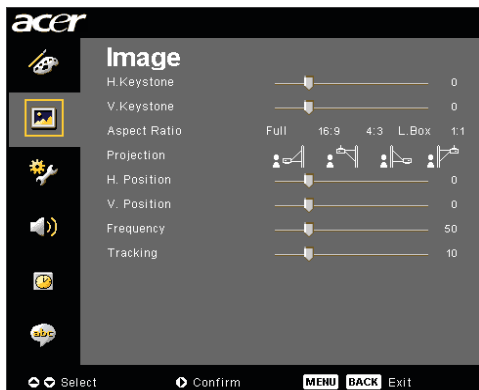 acer
Image
H.Keystone 0
V.Keystone 0
Aspect Ratio Full 16:9 4:3 L.Box 1:1
Projection
H. Position 0
V. Position 0
Frequency 50
Tracking 10
abc
Select Confirm MENU BACK Exit